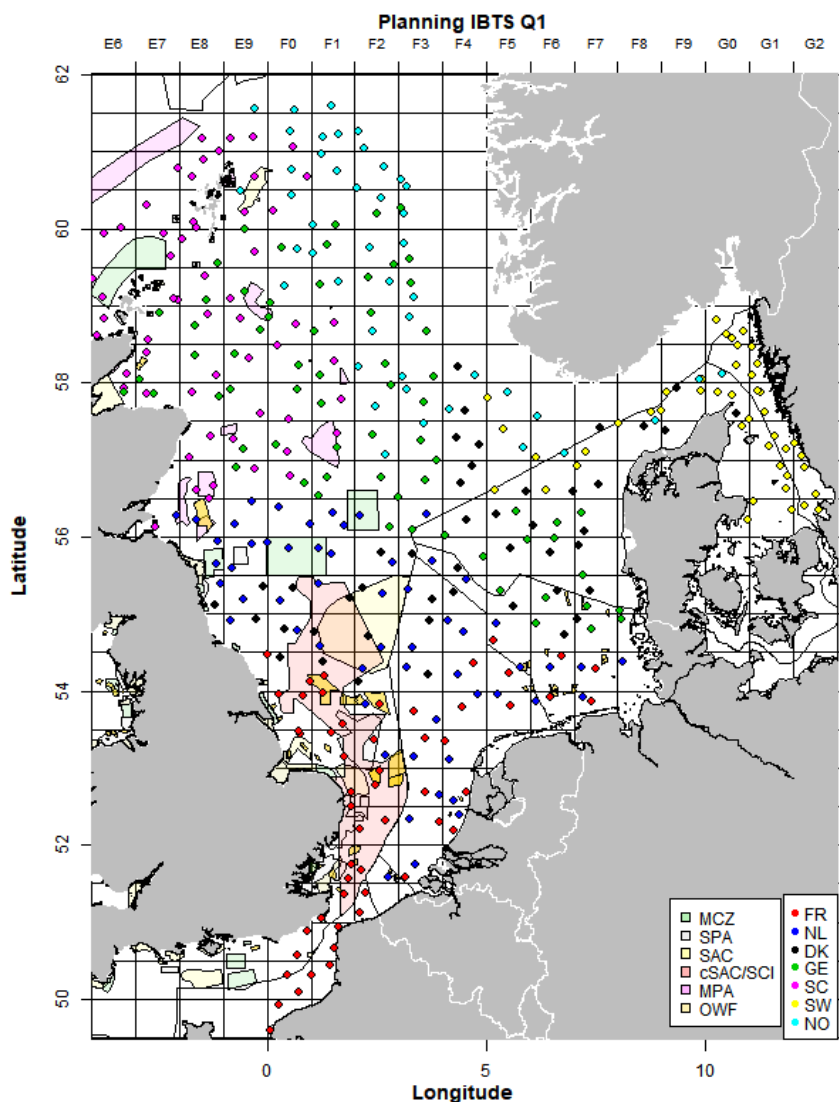 Planning IBTS Q1
E6 E7 E8 E9 F0 F1 F2 F3 F4 F5 F6 F7 F8 F9 G0 G1 G2
62
60
58
56
54
52
50
Latitude
0 5 10
Longitude
MCZ
SPA
SAC
cSAC/SCI
MPA
OWF
FR
NL
DK
GE
SC
SW
NO